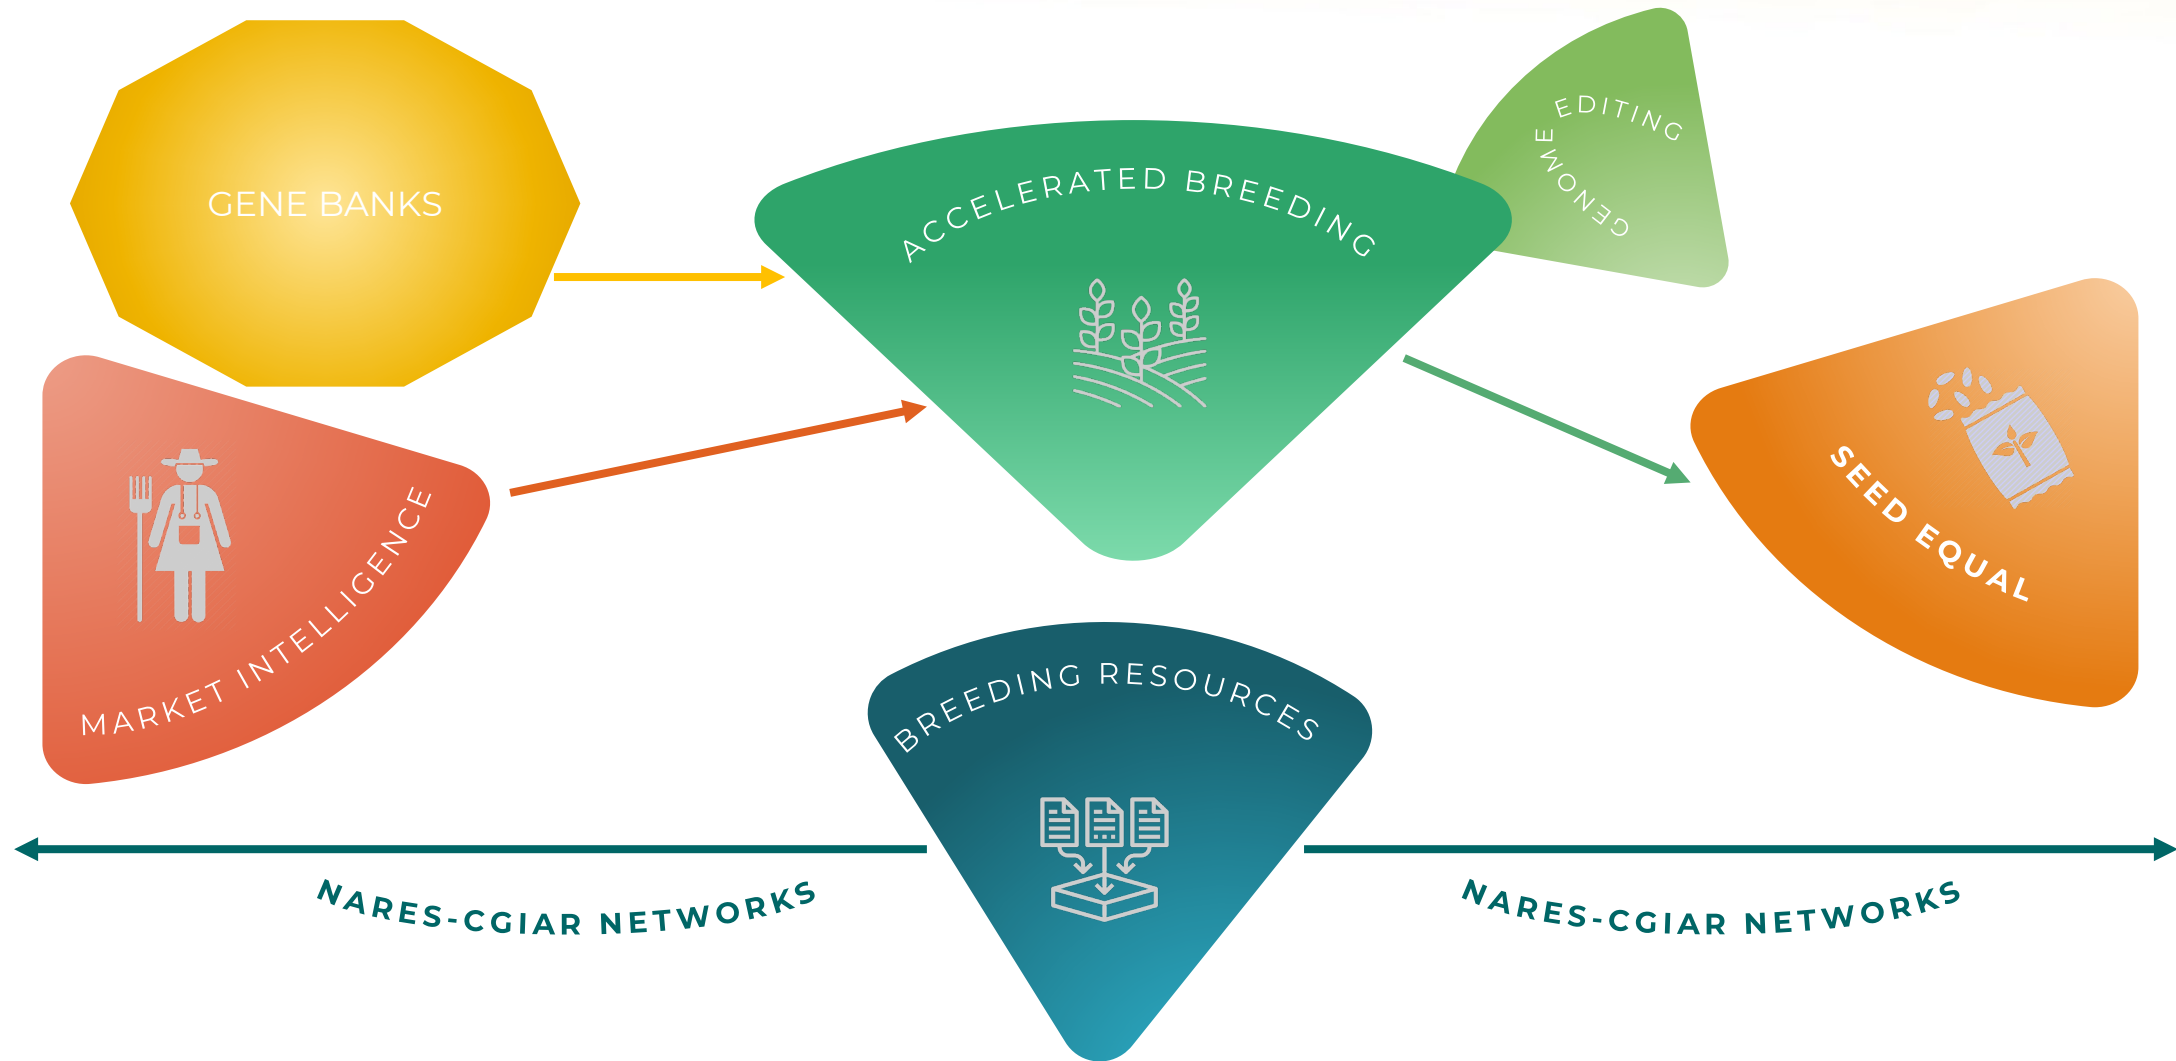 GENE BANKS
ACCELERATED BREEDING
GENOME EDITING
MARKET INTELLIGENCE
SEED EQUAL
BREEDING RESOURCES
NARES-CGIAR NETWORKS
NARES-CGIAR NETWORKS